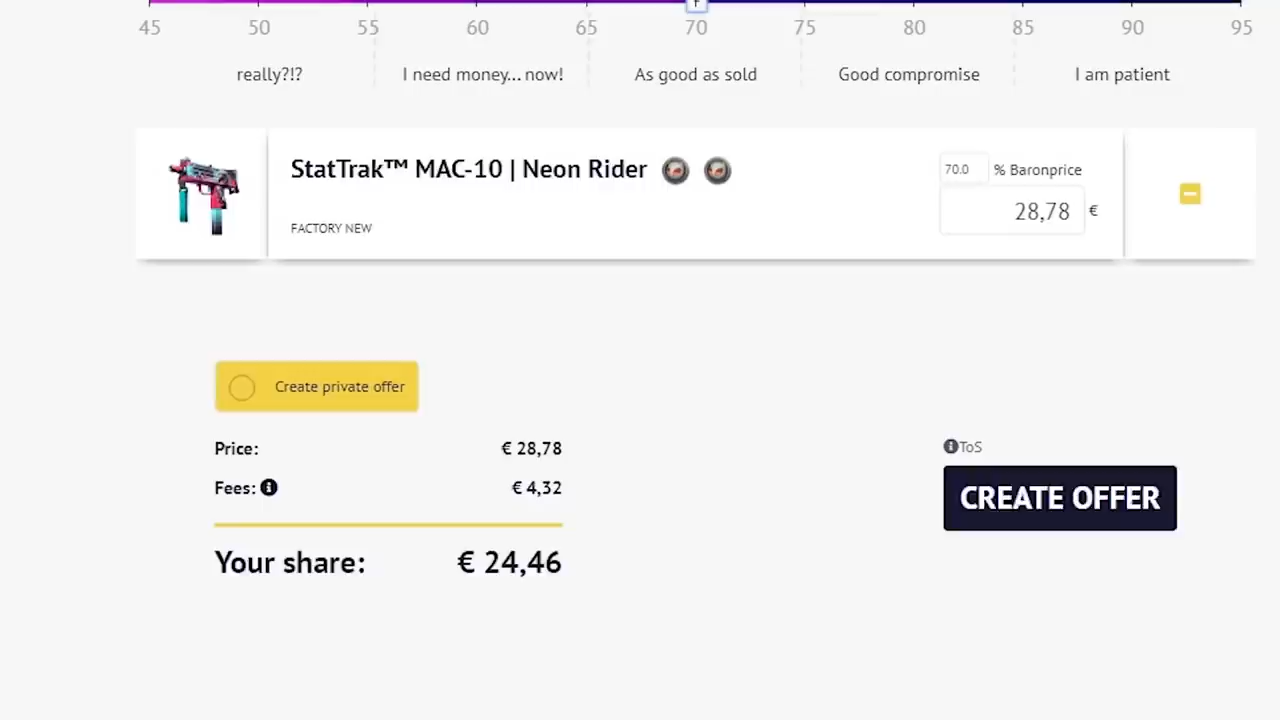 45 50 55 60 65 70 75 80 85 90 95
really?!? I need money... now! As good as sold Good compromise I am patient
StatTrak™ MAC-10 | Neon Rider
70.0 % Baronprice
28,78 €
FACTORY NEW
Create private offer
Price: € 28,78
ToS
Fees: € 4,32
CREATE OFFER
Your share: € 24,46